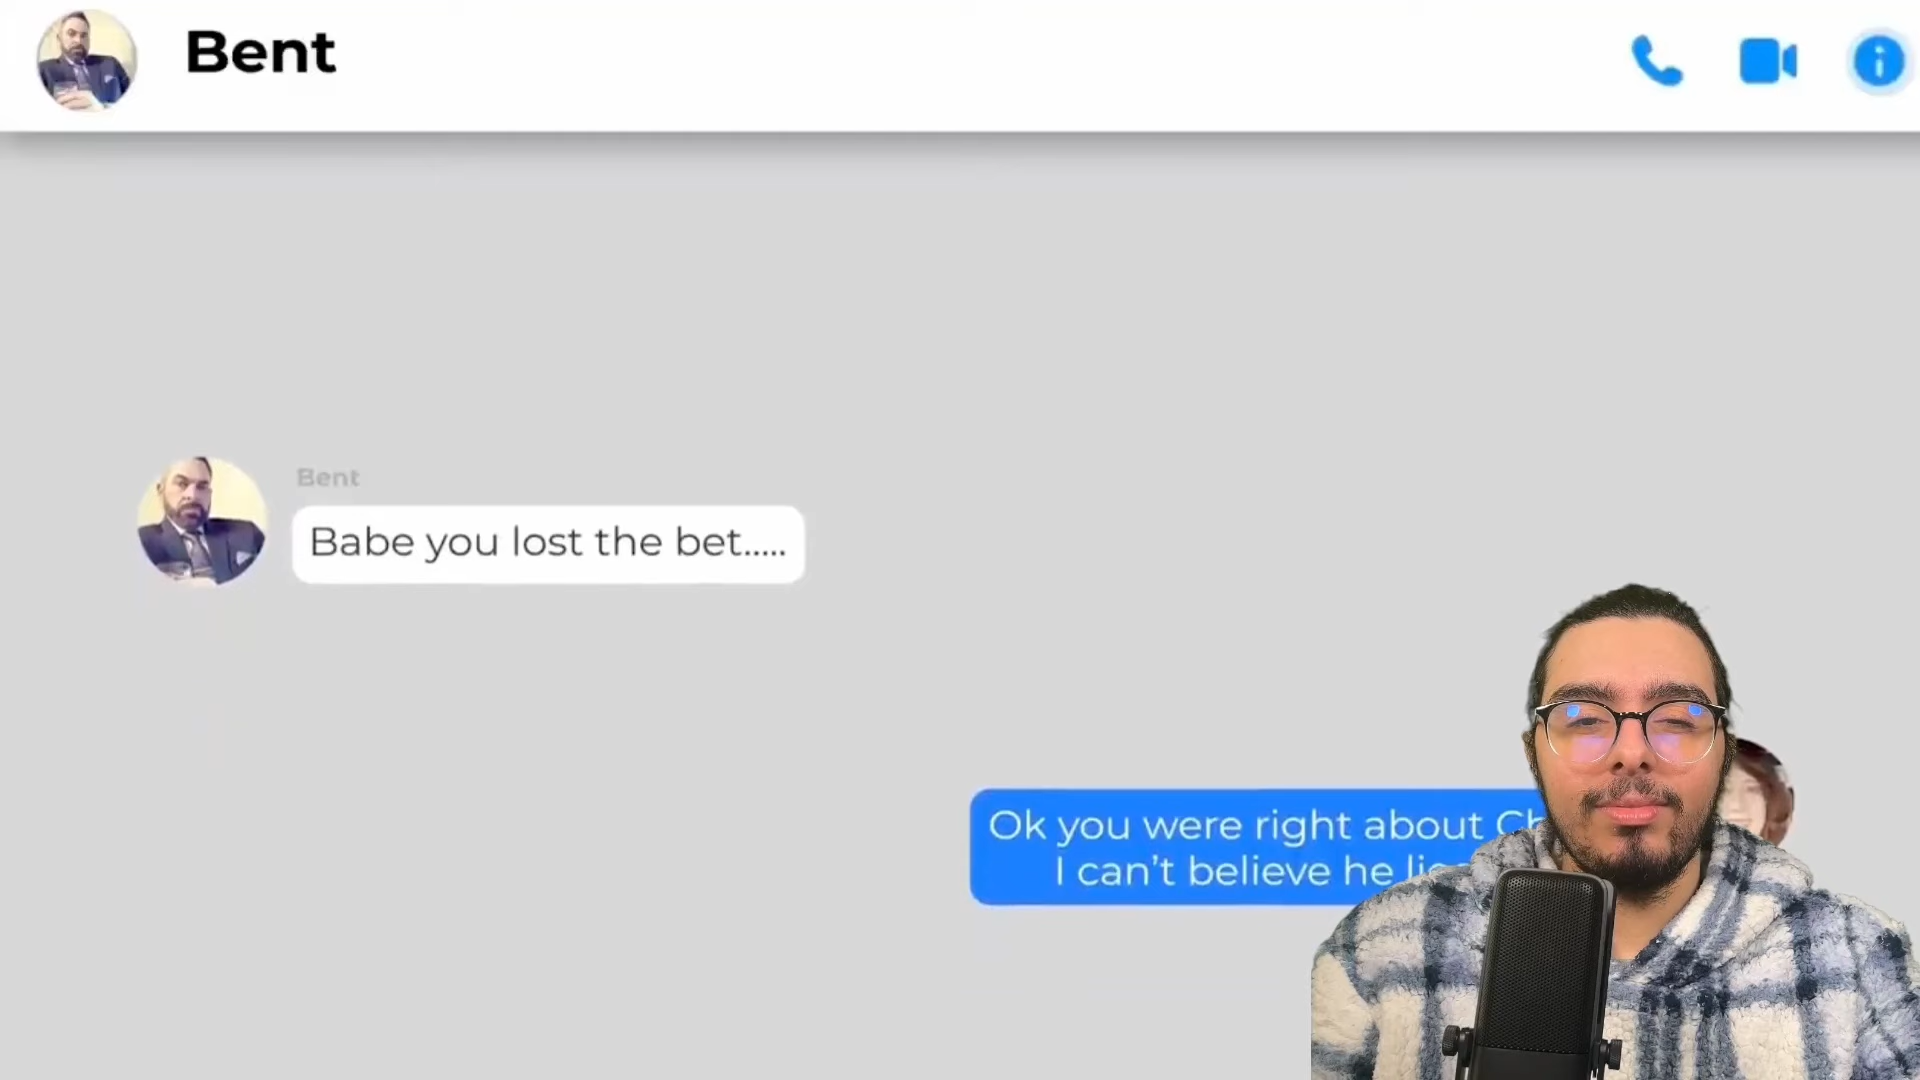 Bent
Bent
Babe you lost the bet.....
Ok you were right about
I can’t believe he